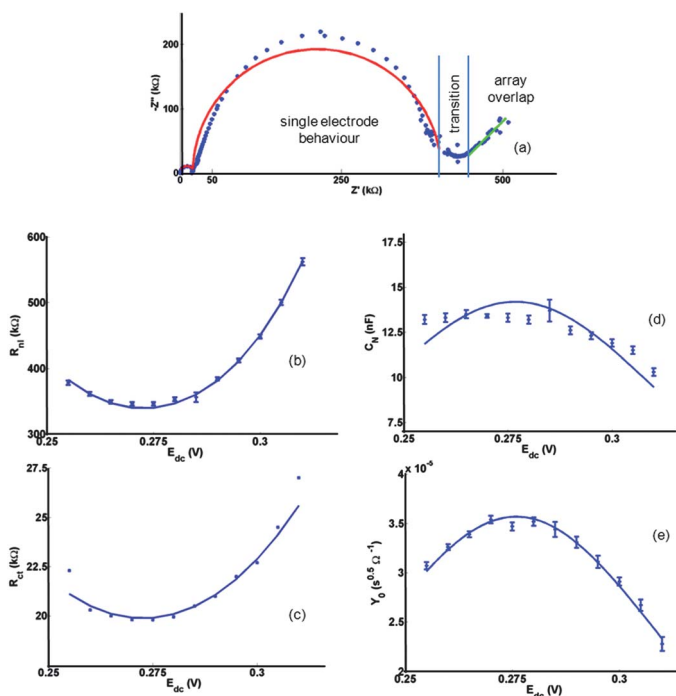 200
100
0
-Z'' (kΩ)
single electrode
behaviour
transition
array
overlap
(a)
0 50 250 500
Z' (kΩ)
600
500
400
300
R_nl (kΩ)
(b)
0.25 0.275 0.3
E_dc (V)
17.5
15
12.5
10
7.5
C_N (nF)
(d)
0.25 0.275 0.3
E_dc (V)
27.5
25
22.5
20
R_ct (kΩ)
(c)
0.25 0.275 0.3
E_dc (V)
4 x 10^-5
3.5
3
2.5
2
Y_0 (s^0.5 Ω^-1)
(e)
0.25 0.275 0.3
E_dc (V)